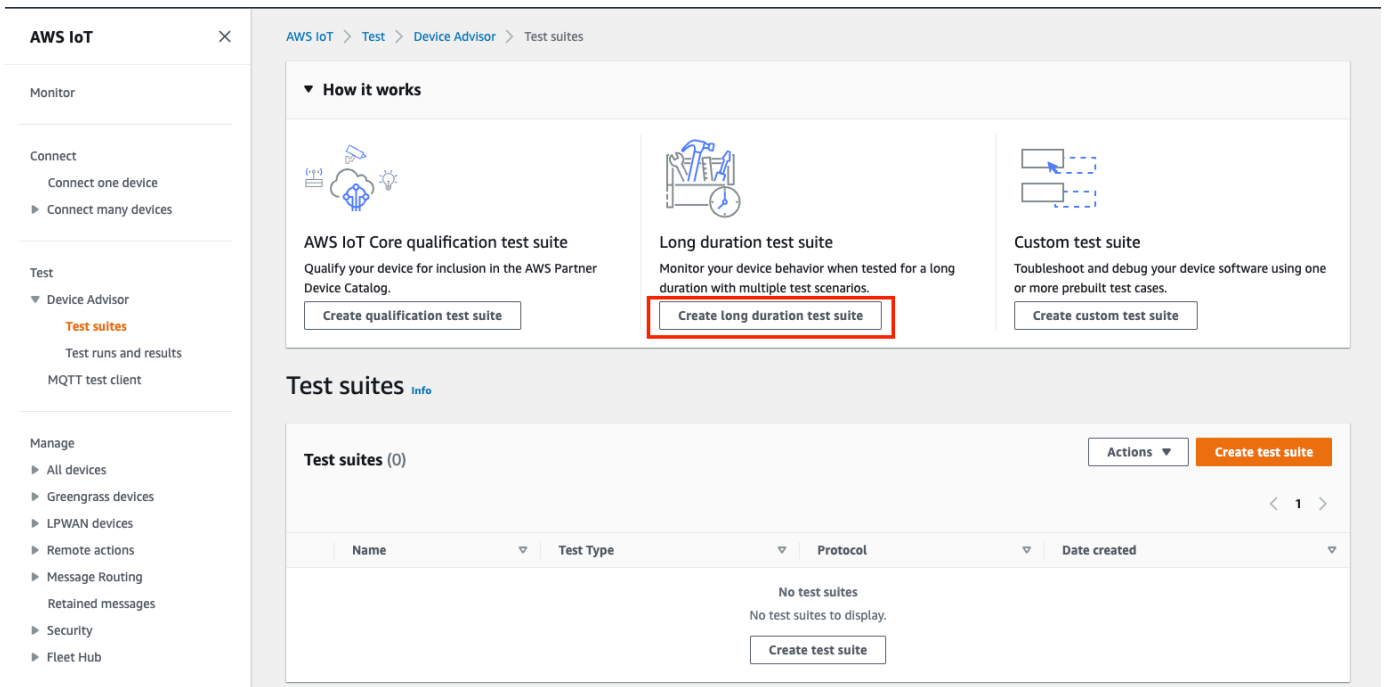 AWS IoT
Monitor
Connect
Connect one device
Connect many devices
Test
Device Advisor
Test suites
Test runs and results
MQTT test client
Manage
All devices
Greengrass devices
LPWAN devices
Remote actions
Message Routing
Retained messages
Security
Fleet Hub
AWS IoT > Test > Device Advisor > Test suites
How it works
AWS IoT Core qualification test suite
Qualify your device for inclusion in the AWS Partner
Device Catalog.
Create qualification test suite
Long duration test suite
Monitor your device behavior when tested for a long
duration with multiple test scenarios.
Create long duration test suite
Custom test suite
Toubleshoot and debug your device software using one
or more prebuilt test cases.
Create custom test suite
Test suites Info
Test suites (0)
Actions
Create test suite
1
Name Test Type Protocol Date created
No test suites
No test suites to display.
Create test suite